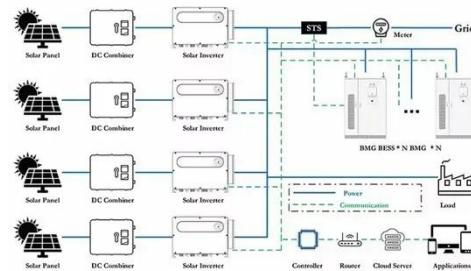 Solar Panel DC Combiner Solar Inverter STS Meter Grid
Solar Panel DC Combiner Solar Inverter BMG BESS * N BMG * N
Solar Panel DC Combiner Solar Inverter Power Communication Load
Solar Panel DC Combiner Solar Inverter Controller Router Cloud Server Application